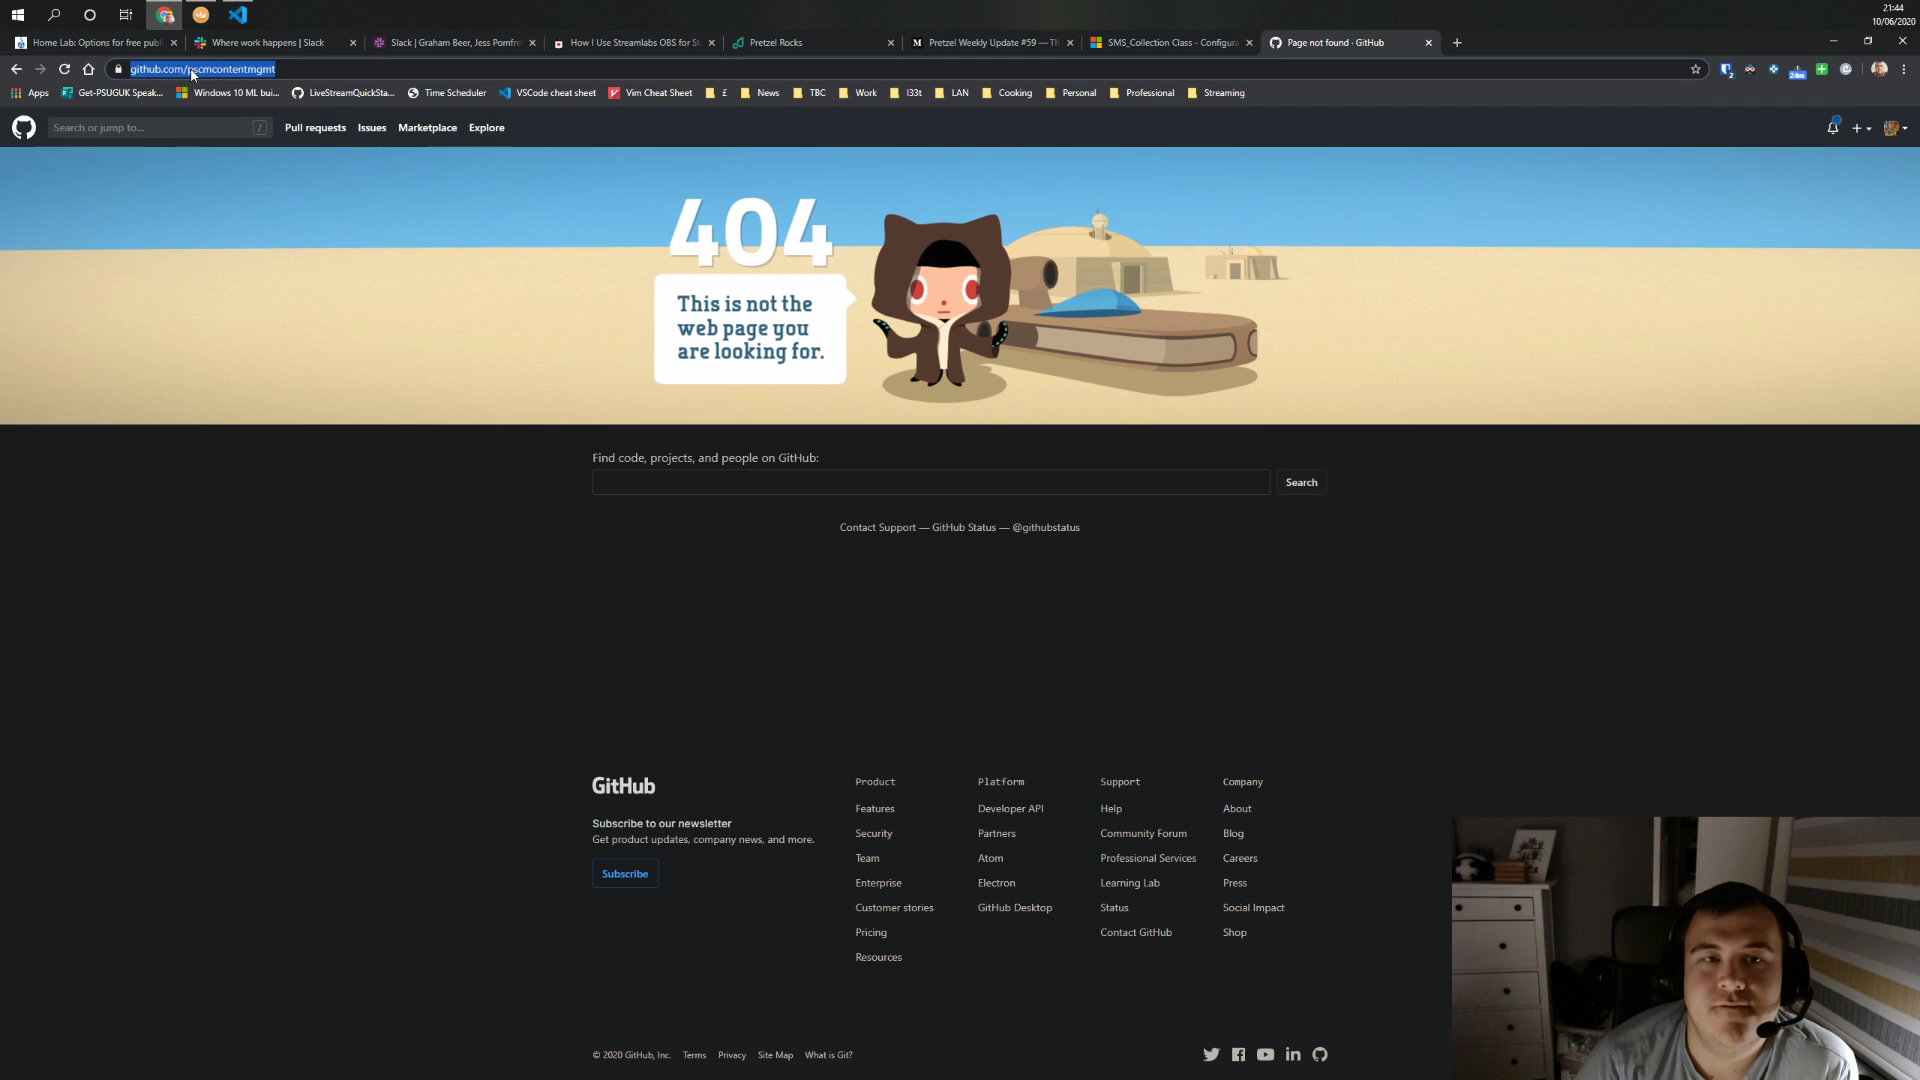 21:44
10/06/2020
Home Lab: Options for free publ
Where work happens | Slack
Slack | Graham Beer, Jess Pomfre
How I Use Streamlabs OBS for St
Pretzel Rocks
Pretzel Weekly Update #59 — Th
SMS_Collection Class - Configura
Page not found · GitHub
github.com/pscmcontentmgmt
24m
Apps
Get-PSUGUK Speak...
Windows 10 ML bui...
LiveStreamQuickSta...
Time Scheduler
VSCode cheat sheet
Vim Cheat Sheet
£
News
TBC
Work
l33t
LAN
Cooking
Personal
Professional
Streaming
Search or jump to...
/
Pull requests
Issues
Marketplace
Explore
404
This is not the
web page you
are looking for.
Find code, projects, and people on GitHub:
Search
Contact Support — GitHub Status — @githubstatus
GitHub
Subscribe to our newsletter
Get product updates, company news, and more.
Subscribe
Product
Features
Security
Team
Enterprise
Customer stories
Pricing
Resources
Platform
Developer API
Partners
Atom
Electron
GitHub Desktop
Support
Help
Community Forum
Professional Services
Learning Lab
Status
Contact GitHub
Company
About
Blog
Careers
Press
Social Impact
Shop
© 2020 GitHub, Inc.
Terms
Privacy
Site Map
What is Git?